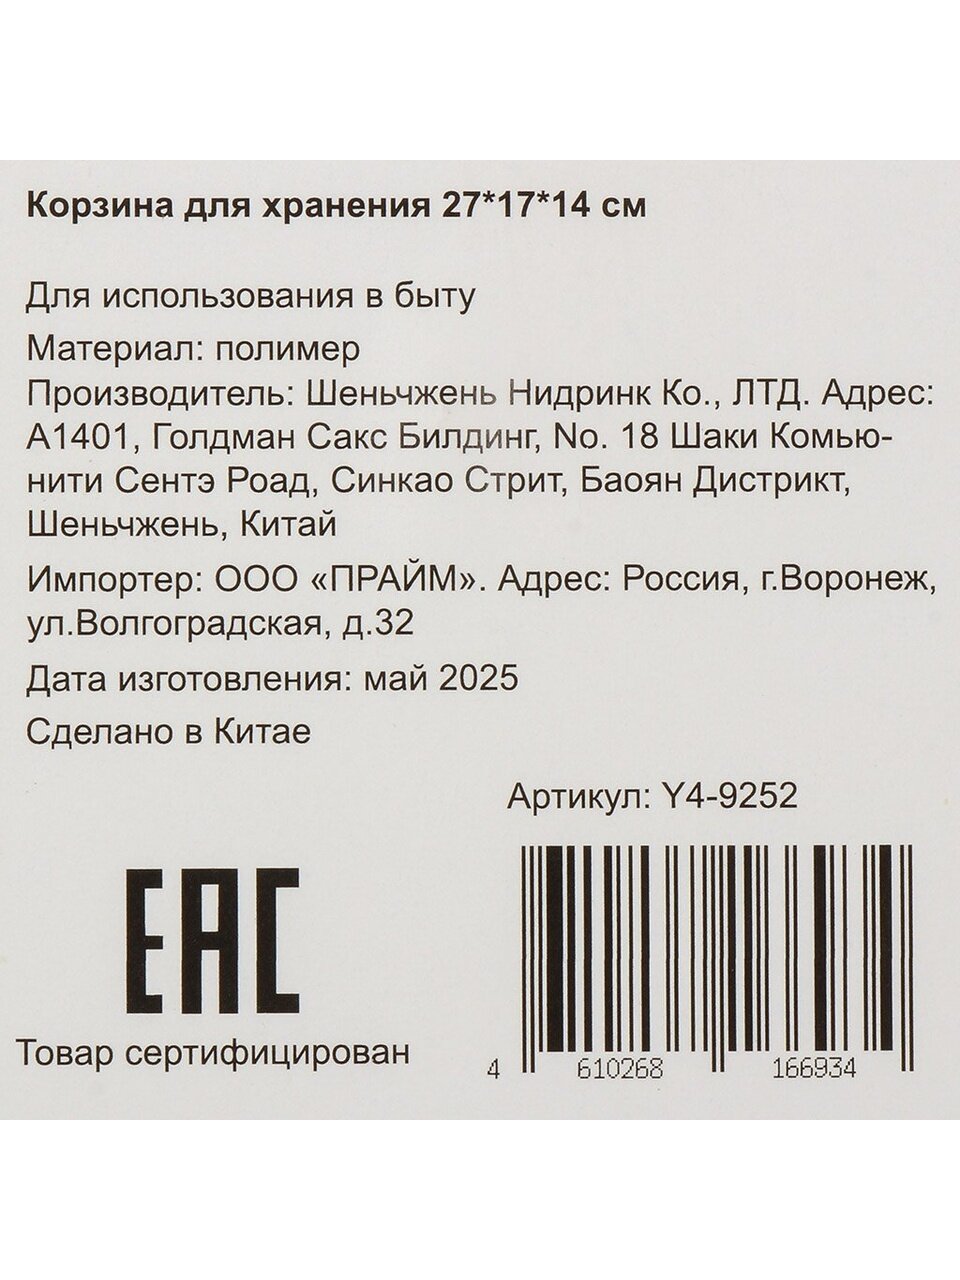 Корзина для хранения 27*17*14 см
Для использования в быту
Материал: полимер
Производитель: Шеньчжень Нидринк Ко., ЛТД. Адрес:
А1401, Голдман Сакс Билдинг, No. 18 Шаки Комью-
нити Сентэ Роад, Синкао Стрит, Баоян Дистрикт,
Шеньчжень, Китай
Импортер: ООО «ПРАЙМ». Адрес: Россия, г.Воронеж,
ул.Волгоградская, д.32
Дата изготовления: май 2025
Сделано в Китае
Артикул: Y4-9252
EAC
Товар сертифицирован
4 610268 166934